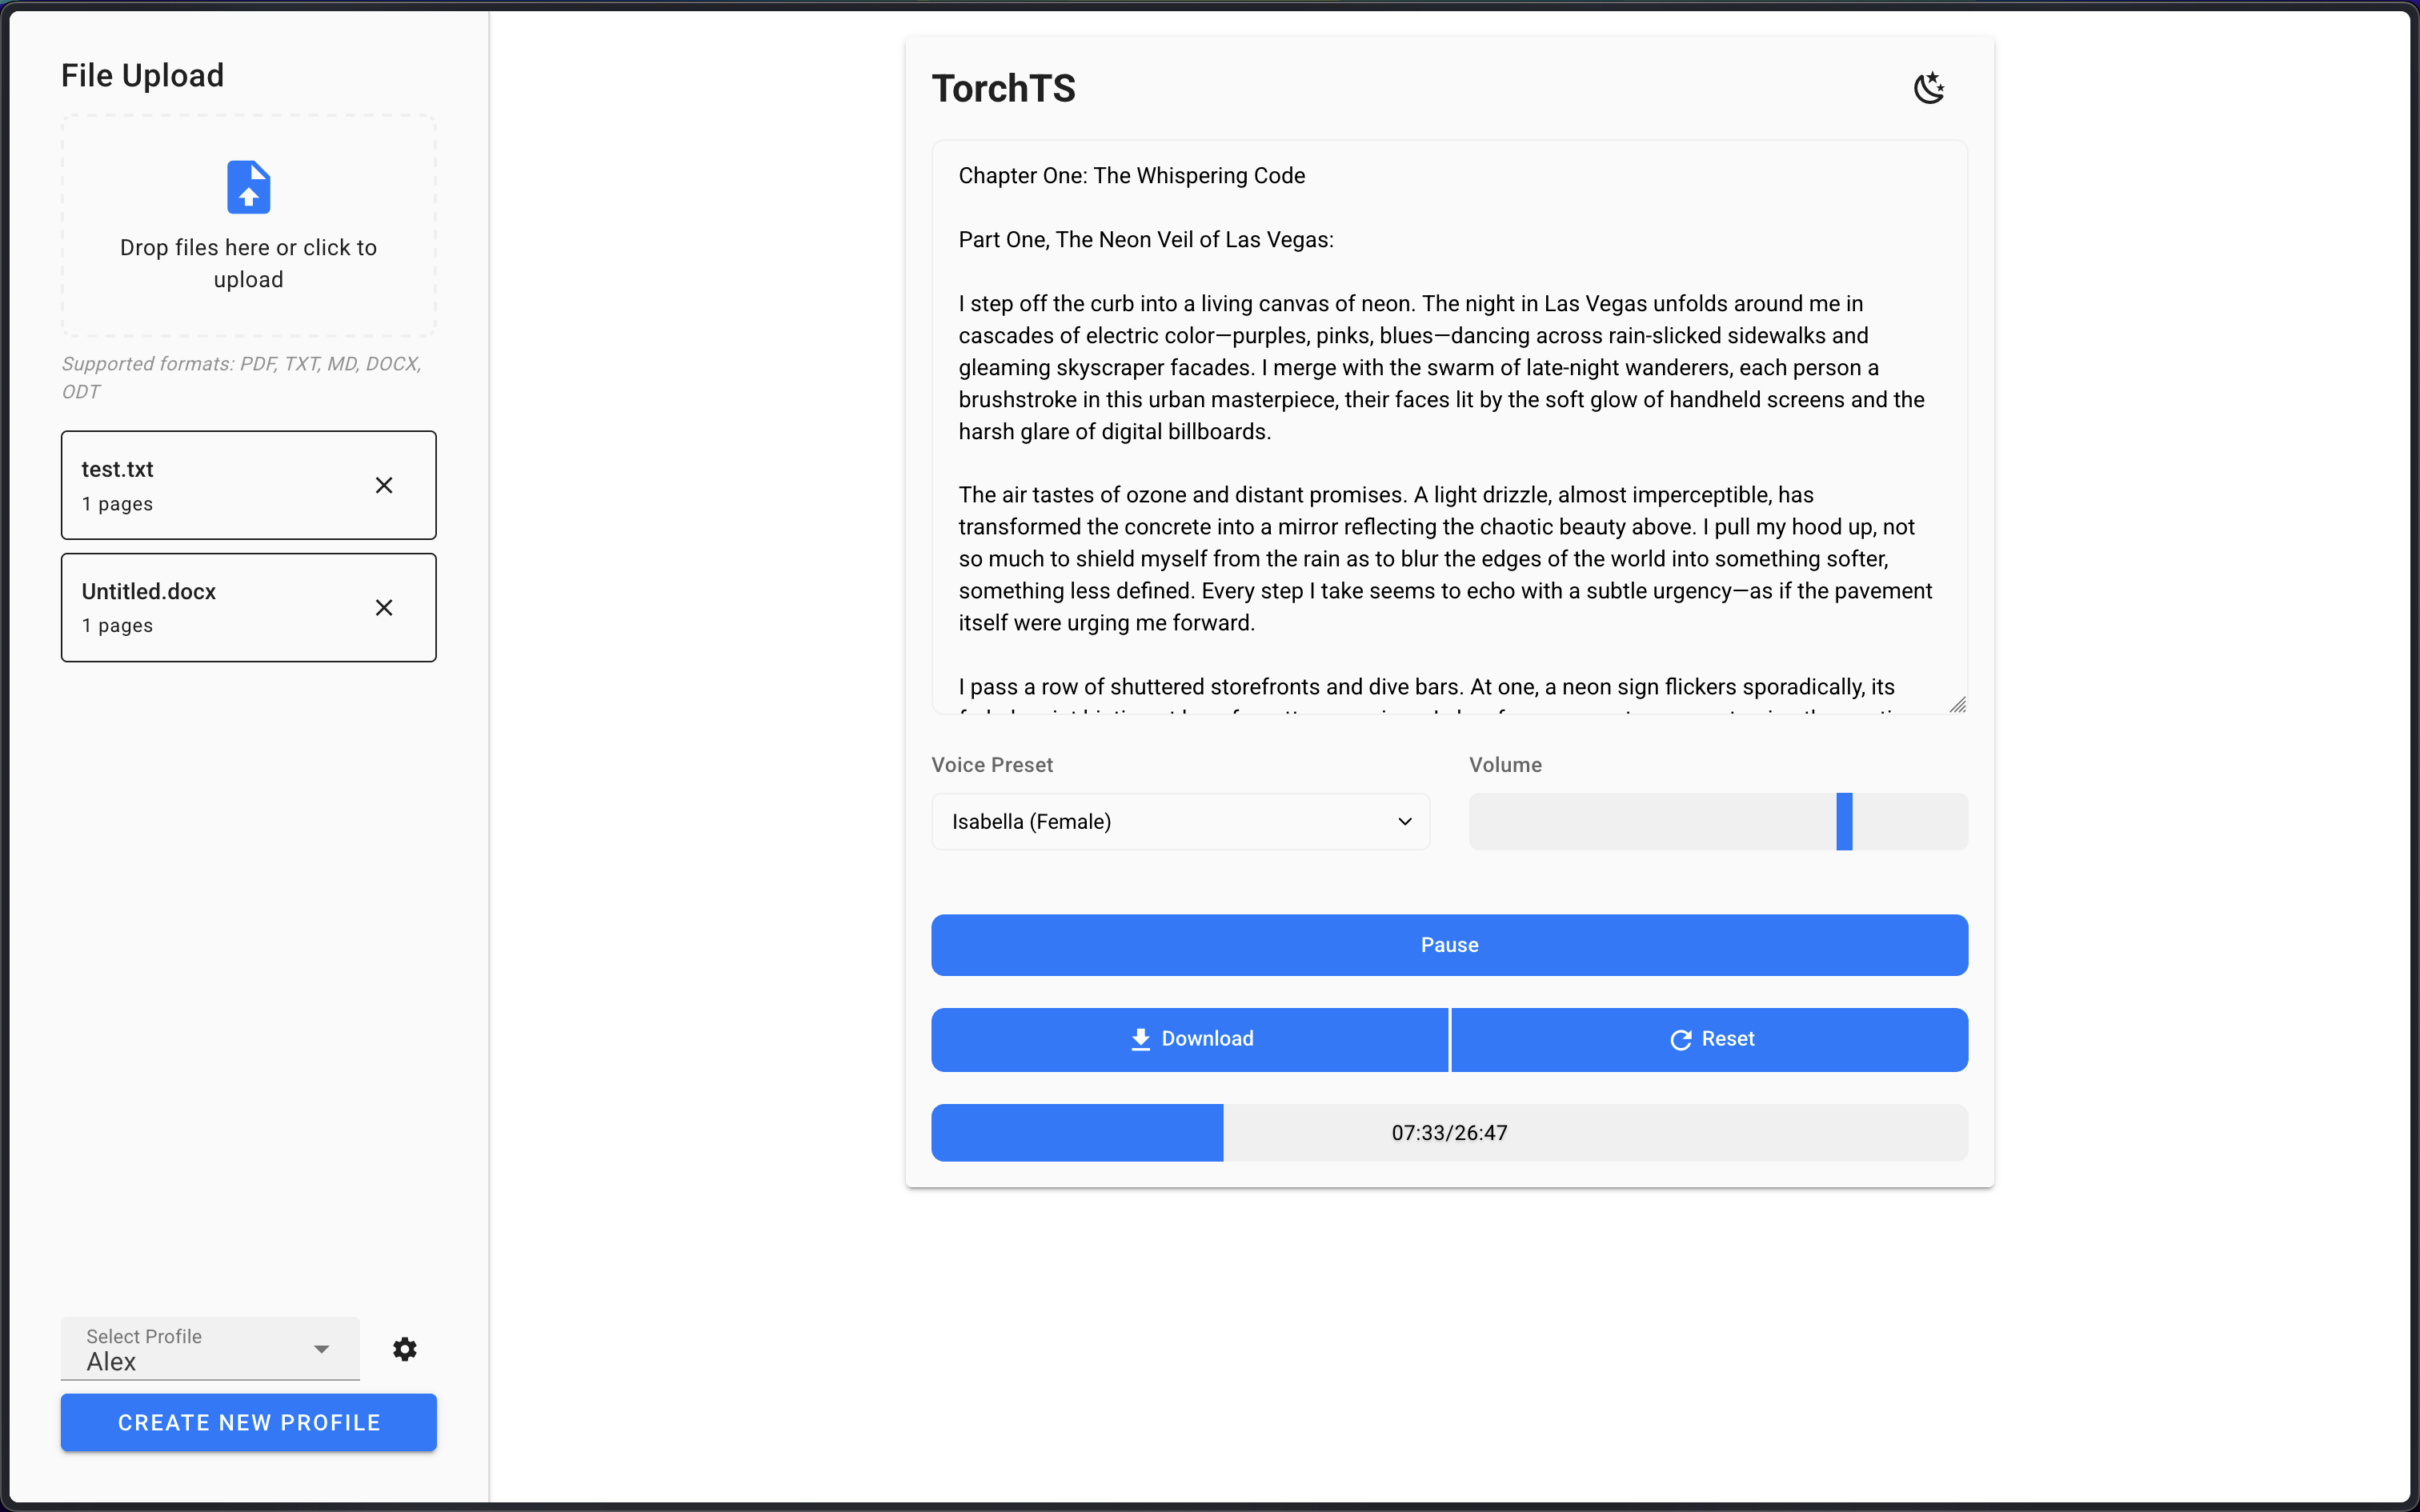 File Upload
Drop files here or click to
upload
Supported formats: PDF, TXT, MD, DOCX,
ODT
test.txt
1 pages
Untitled.docx
1 pages
Select Profile
Alex
CREATE NEW PROFILE
TorchTS
Chapter One: The Whispering Code
Part One, The Neon Veil of Las Vegas:
I step off the curb into a living canvas of neon. The night in Las Vegas unfolds around me in
cascades of electric color—purples, pinks, blues—dancing across rain-slicked sidewalks and
gleaming skyscraper facades. I merge with the swarm of late-night wanderers, each person a
brushstroke in this urban masterpiece, their faces lit by the soft glow of handheld screens and the
harsh glare of digital billboards.
The air tastes of ozone and distant promises. A light drizzle, almost imperceptible, has
transformed the concrete into a mirror reflecting the chaotic beauty above. I pull my hood up, not
so much to shield myself from the rain as to blur the edges of the world into something softer,
something less defined. Every step I take seems to echo with a subtle urgency—as if the pavement
itself were urging me forward.
I pass a row of shuttered storefronts and dive bars. At one, a neon sign flickers sporadically, its
Voice Preset
Volume
Isabella (Female)
Pause
Download
Reset
07:33/26:47